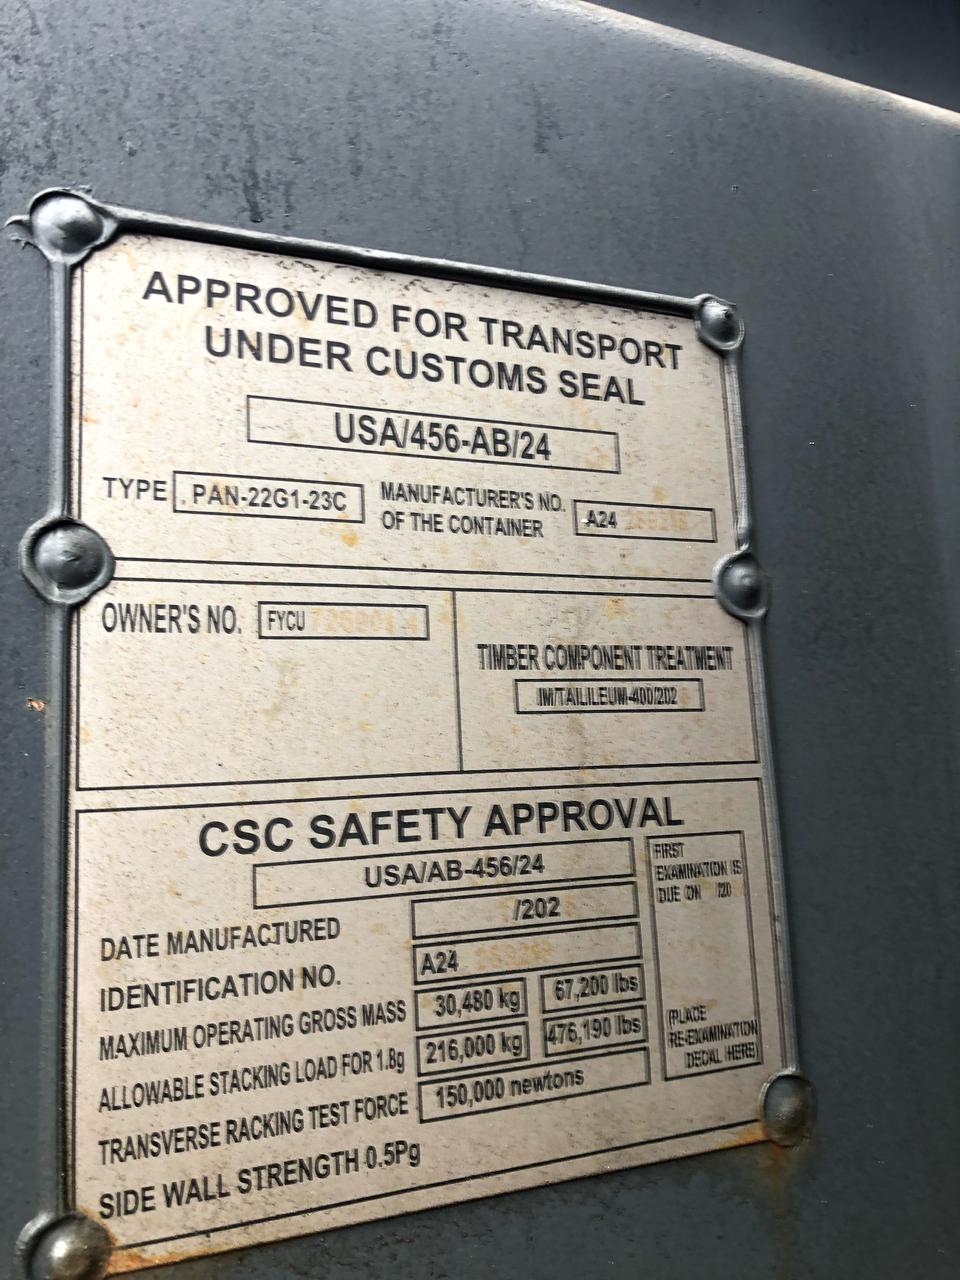 APPROVED FOR TRANSPORT
UNDER CUSTOMS SEAL
USA/456-AB/24
TYPE PAN-22G1-23C
MANUFACTURER'S NO.
OF THE CONTAINER
A24
OWNER'S NO. FYCU
TIMBER COMPONENT TREATMENT
IM/TAILILEUM-400/202
CSC SAFETY APPROVAL
USA/AB-456/24
DATE MANUFACTURED /202
IDENTIFICATION NO. A24
MAXIMUM OPERATING GROSS MASS 30,480 kg 67,200 lbs
ALLOWABLE STACKING LOAD FOR 1.8g 216,000 kg 476,190 lbs
TRANSVERSE RACKING TEST FORCE 150,000 newtons
SIDE WALL STRENGTH 0.5Pg
FIRST
EXAMINATION IS
DUE ON /20
(PLACE
RE-EXAMINATION
DECAL HERE)